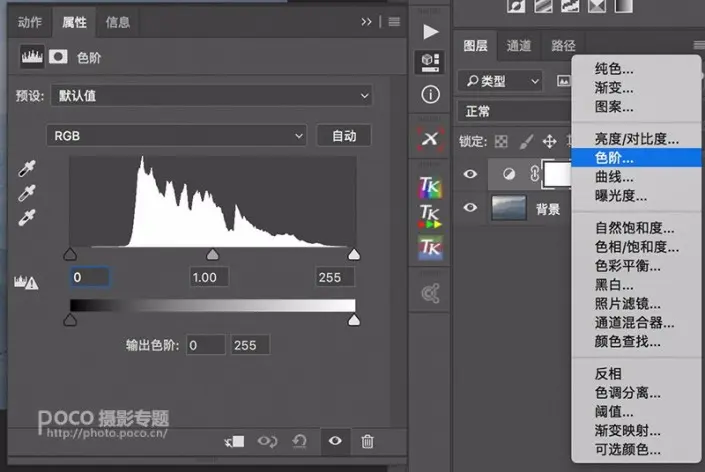 动作 属性 信息
色阶
预设: 默认值
RGB 自动
0 1.00 255
输出色阶: 0 255
poco 摄影专题
http://photo.poco.cn/
TK
TK
TK
图层 通道 路径
类型
正常
锁定:
背景
纯色...
渐变...
图案...
亮度/对比度...
色阶...
曲线...
曝光度...
自然饱和度...
色相/饱和度...
色彩平衡...
黑白...
照片滤镜...
通道混合器...
颜色查找...
反相
色调分离...
阈值...
渐变映射...
可选颜色...